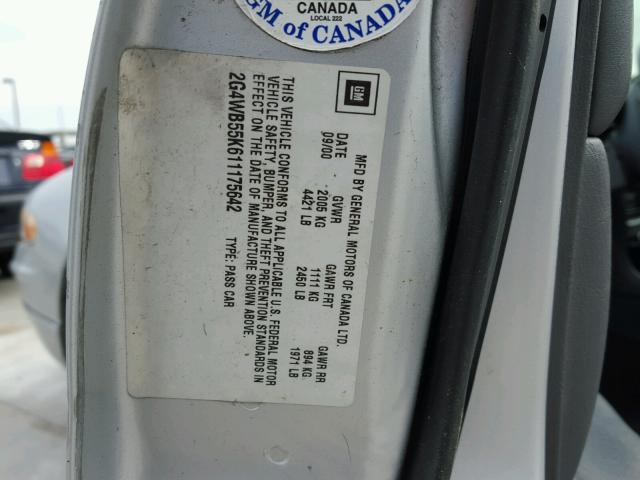 CANADA
LOCAL 222
GM of CANADA
GM
MFD BY GENERAL MOTORS OF CANADA LTD.
DATE GVWR GAWR FRT GAWR RR
09/00 2005 KG 1111 KG 894 KG
4421 LB 2450 LB 1971 LB
THIS VEHICLE CONFORMS TO ALL APPLICABLE U.S. FEDERAL MOTOR
VEHICLE SAFETY, BUMPER, AND THEFT PREVENTION STANDARDS IN
EFFECT ON THE DATE OF MANUFACTURE SHOWN ABOVE.
2G4WB55K611175642 TYPE: PASS CAR